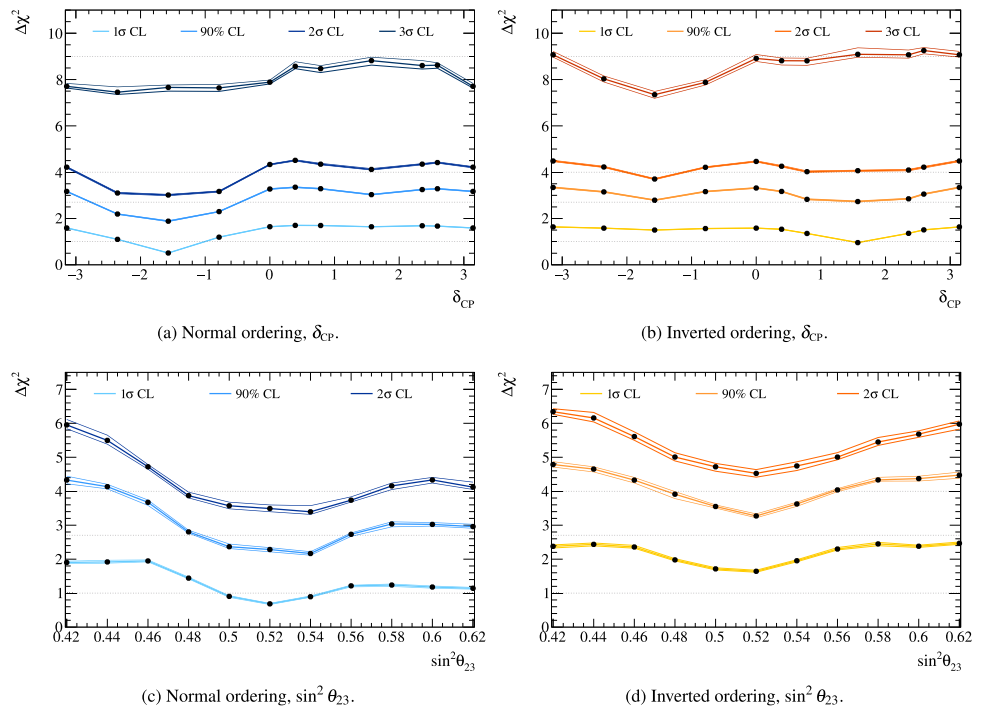 Δχ²
1σ CL 90% CL 2σ CL 3σ CL
10
8
6
4
2
0
−3 −2 −1 0 1 2 3
δCP
(a) Normal ordering, δCP.
Δχ²
1σ CL 90% CL 2σ CL 3σ CL
10
8
6
4
2
0
−3 −2 −1 0 1 2 3
δCP
(b) Inverted ordering, δCP.
Δχ²
1σ CL 90% CL 2σ CL
7
6
5
4
3
2
1
0
0.42 0.44 0.46 0.48 0.5 0.52 0.54 0.56 0.58 0.6 0.62
sin²θ23
(c) Normal ordering, sin² θ23.
Δχ²
1σ CL 90% CL 2σ CL
7
6
5
4
3
2
1
0
0.42 0.44 0.46 0.48 0.5 0.52 0.54 0.56 0.58 0.6 0.62
sin²θ23
(d) Inverted ordering, sin² θ23.